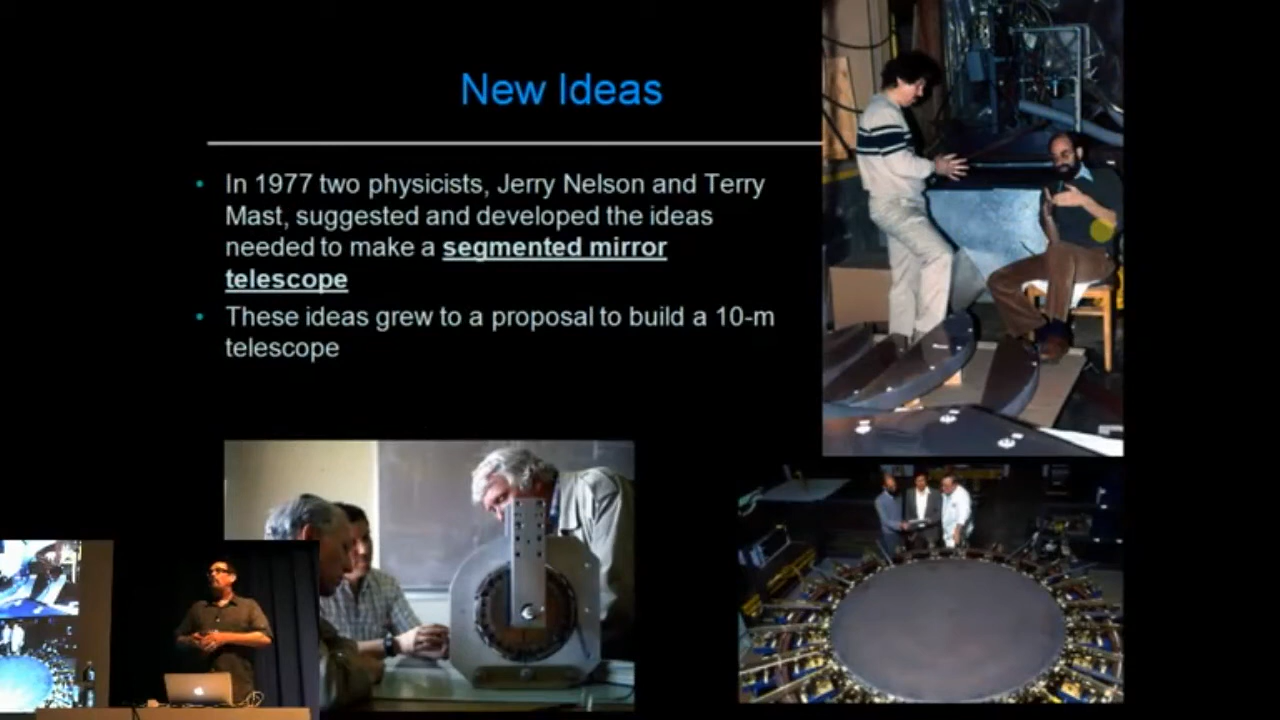 New Ideas
• In 1977 two physicists, Jerry Nelson and Terry
Mast, suggested and developed the ideas
needed to make a segmented mirror
telescope
• These ideas grew to a proposal to build a 10-m
telescope